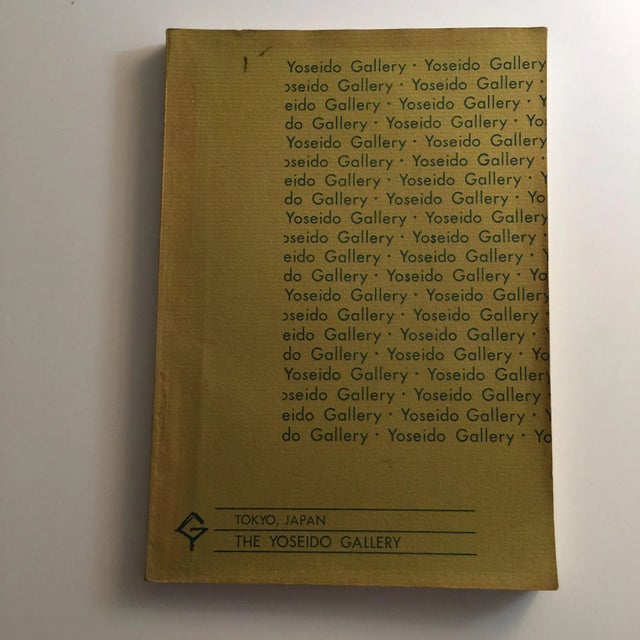 Yoseido Gallery · Yoseido Gallery
oseido Gallery · Yoseido Gallery ·
eido Gallery · Yoseido Gallery · Y
do Gallery · Yoseido Gallery · Yo
Yoseido Gallery · Yoseido Gallery
oseido Gallery · Yoseido Gallery ·
eido Gallery · Yoseido Gallery · Y
do Gallery · Yoseido Gallery · Yo
Yoseido Gallery · Yoseido Gallery
oseido Gallery · Yoseido Gallery ·
eido Gallery · Yoseido Gallery · Y
do Gallery · Yoseido Gallery · Yo
Yoseido Gallery · Yoseido Gallery
oseido Gallery · Yoseido Gallery ·
eido Gallery · Yoseido Gallery · Y
do Gallery · Yoseido Gallery · Yo
Yoseido Gallery · Yoseido Gallery
oseido Gallery · Yoseido Gallery ·
eido Gallery · Yoseido Gallery · Y
do Gallery · Yoseido Gallery · Yo
TOKYO, JAPAN
THE YOSEIDO GALLERY